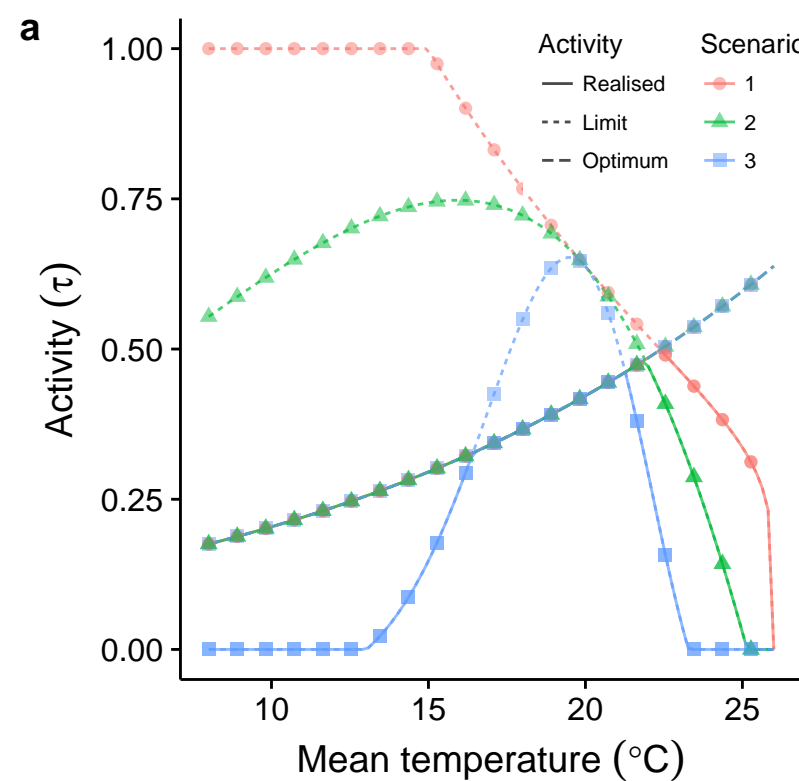 a
Activity
Scenario
Realised
Limit
Optimum
1
2
3
1.00
0.75
0.50
0.25
0.00
Activity (τ)
10 15 20 25
Mean temperature (°C)